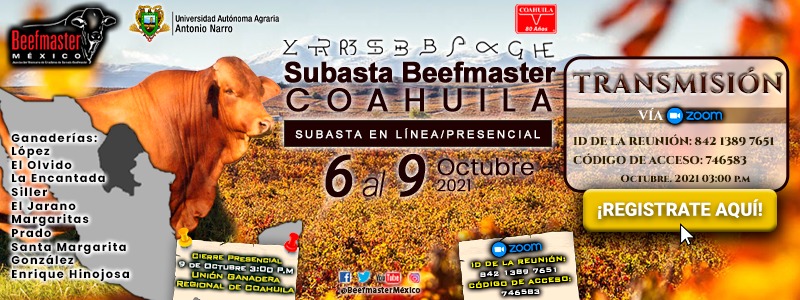 Beefmaster
MÉXICO
Universidad Autónoma Agraria
Antonio Narro
COAHUILA
80 Años
Subasta Beefmaster
COAHUILA
SUBASTA EN LÍNEA/PRESENCIAL
6 al 9 Octubre
2021
Ganaderías:
López
El Olvido
La Encantada
Siller
El Jarano
Margaritas
Prado
Santa Margarita
González
Enrique Hinojosa
TRANSMISIÓN
VÍA zoom
ID DE LA REUNIÓN: 842 1389 7651
CÓDIGO DE ACCESO: 746583
OCTUBRE, 2021 03:00 P.M
¡REGISTRATE AQUÍ!
CIERRE PRESENCIAL
9 DE OCTUBRE 3:00 P.M
UNIÓN GANADERA
REGIONAL DE COAHUILA
YouTube
@BeefmasterMéxico
zoom
ID DE LA REUNIÓN:
842 1389 7651
CÓDIGO DE ACCESO:
746583